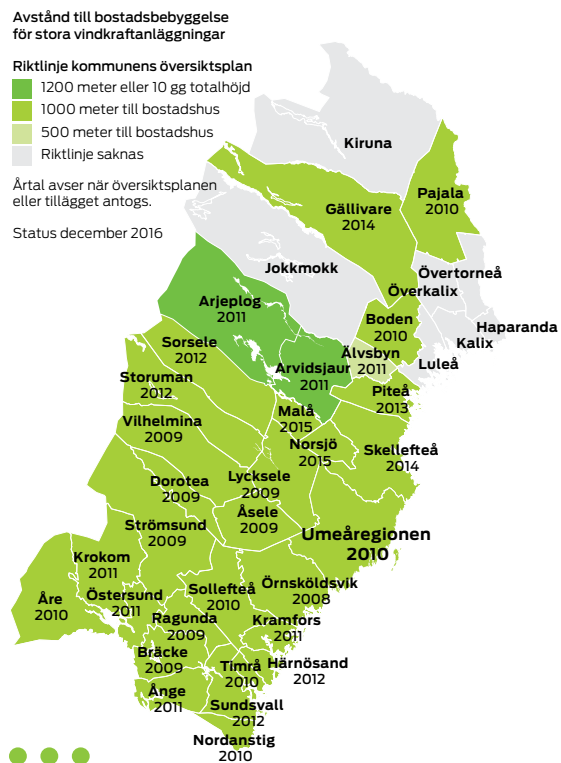 Avstånd till bostadsbebyggelse
för stora vindkraftanläggningar
Riktlinje kommunens översiktsplan
1200 meter eller 10 gg totalhöjd
1000 meter till bostadshus
500 meter till bostadshus
Riktlinje saknas
Årtal avser när översiktsplanen
eller tillägget antogs.
Status december 2016
Kiruna
Pajala
2010
Gällivare
2014
Jokkmokk
Övertorneå
Överkalix
Arjeplog
2011
Boden
2010
Haparanda
Kalix
Sorsele
2012
Älvsbyn
2011
Luleå
Arvidsjaur
2011
Storuman
2012
Piteå
2013
Malå
2015
Vilhelmina
2009
Norsjö
2015
Skellefteå
2014
Lycksele
2009
Dorotea
2009
Åsele
2009
Strömsund
2009
Umeåregionen
2010
Krokom
2011
Örnsköldsvik
2008
Sollefteå
2010
Åre
2010
Östersund
2011
Ragunda
2009
Kramfors
2011
Bräcke
2009
Timrå
2010
Härnösand
2012
Ånge
2011
Sundsvall
2012
Nordanstig
2010